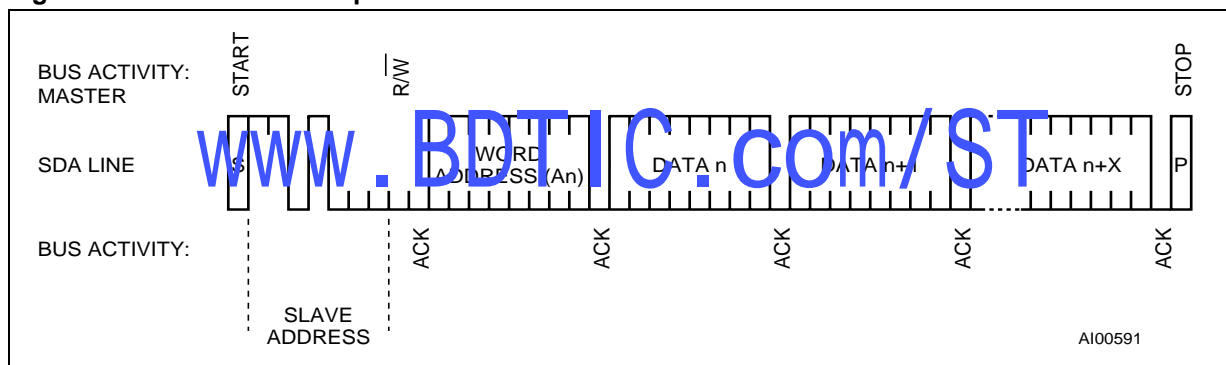 BUS ACTIVITY:
MASTER
START
R/W
STOP
SDA LINE
S
WORD
ADDRESS (An)
DATA n
DATA n+1
DATA n+X
P
www.BDTIC.com/ST
BUS ACTIVITY:
ACK
ACK
ACK
ACK
ACK
SLAVE
ADDRESS
AI00591